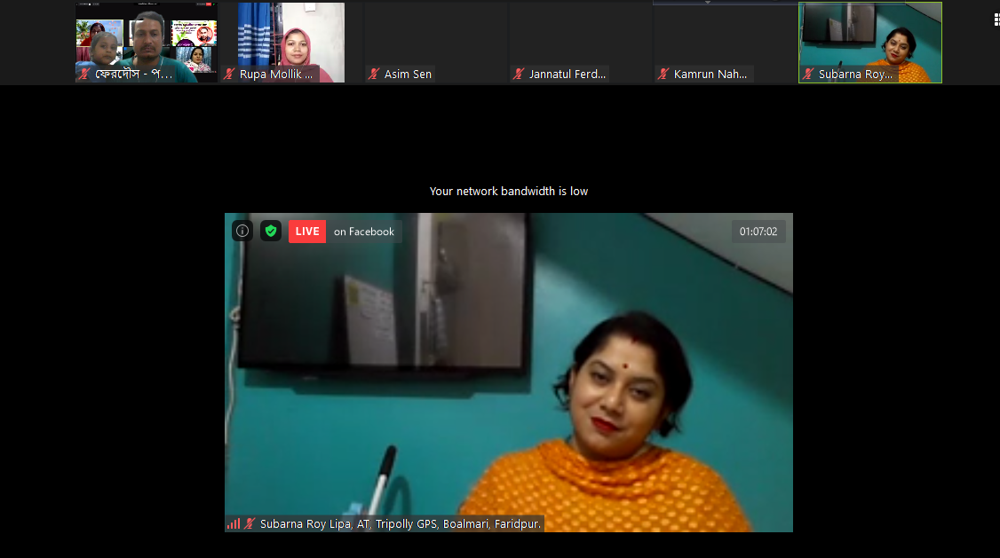 ফেরদৌস - প...
Rupa Mollik ...
Asim Sen
Jannatul Ferd...
Kamrun Nah...
Subarna Roy...
Your network bandwidth is low
LIVE on Facebook
01:07:02
Subarna Roy Lipa, AT, Tripolly GPS, Boalmari, Faridpur.